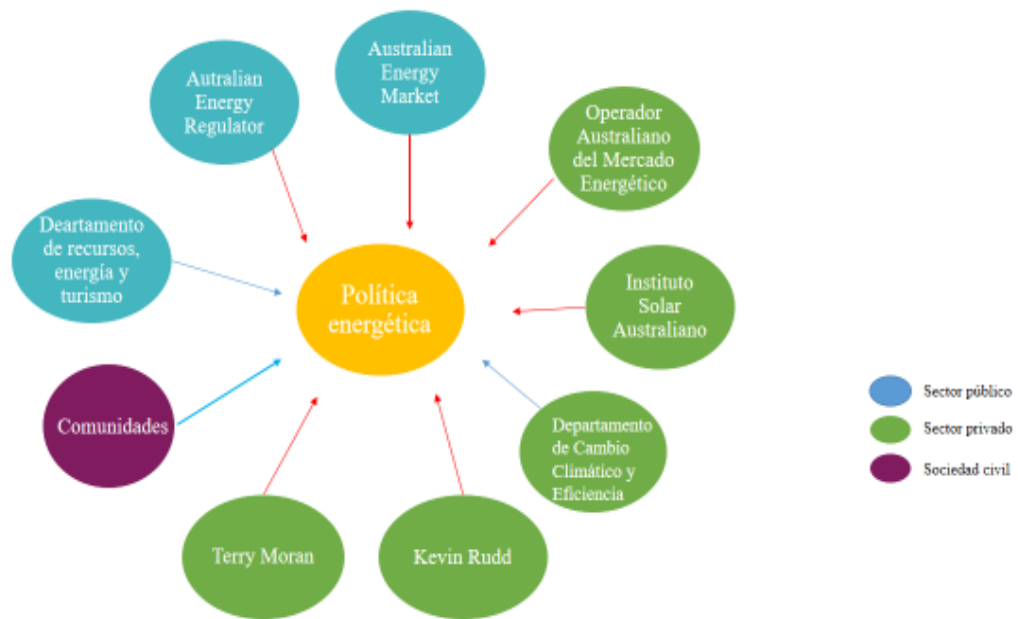 Australian
Energy
Market
Autralian
Energy
Regulator
Operador
Australiano
del Mercado
Energético
Deartamento
de recursos,
energía y
turismo
Política
energética
Instituto
Solar
Australiano
Comunidades
Departamento
de Cambio
Climático y
Eficiencia
Terry Moran
Kevin Rudd
Sector público
Sector privado
Sociedad civil